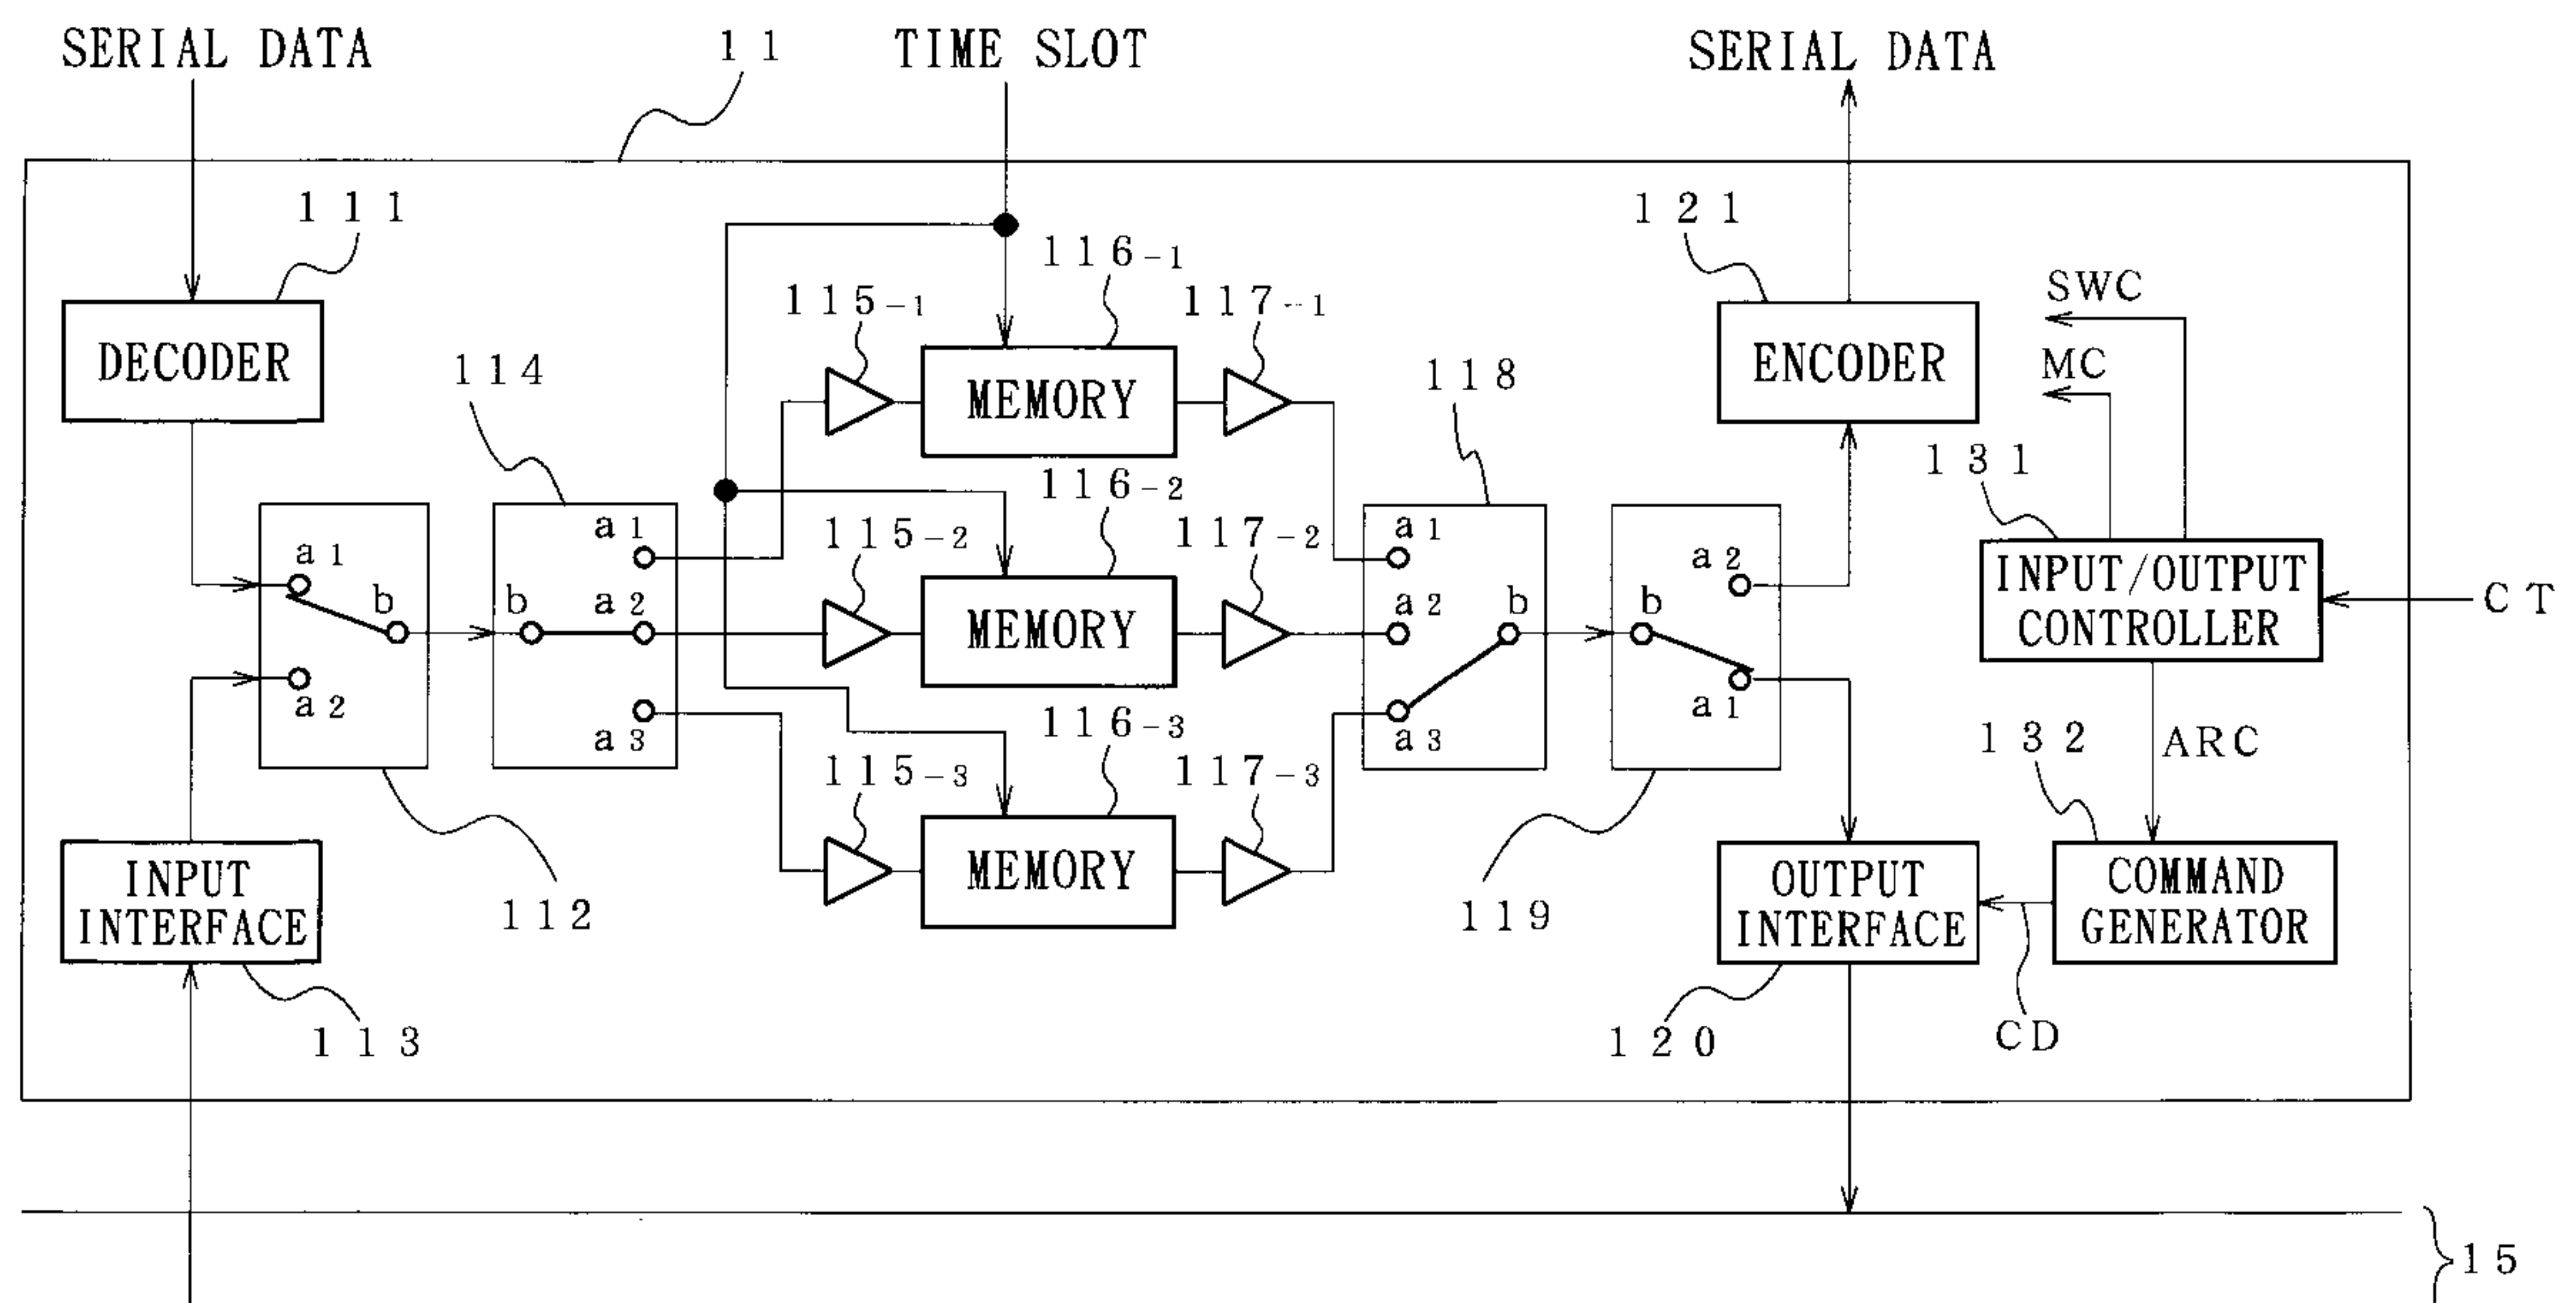 SERIAL DATA
11
TIME SLOT
SERIAL DATA
111
121
116-1
115-1
117-1
SWC
DECODER
MEMORY
ENCODER
MC
114
118
131
116-2
a1
115-2
117-2
a1
a2
INPUT/OUTPUT
CONTROLLER
CT
a1
b
b
a2
MEMORY
a2
b
b
a2
a3
116-3
a3
a1
132
ARC
115-3
117-3
INPUT
INTERFACE
112
MEMORY
119
OUTPUT
INTERFACE
COMMAND
GENERATOR
113
120
CD
15